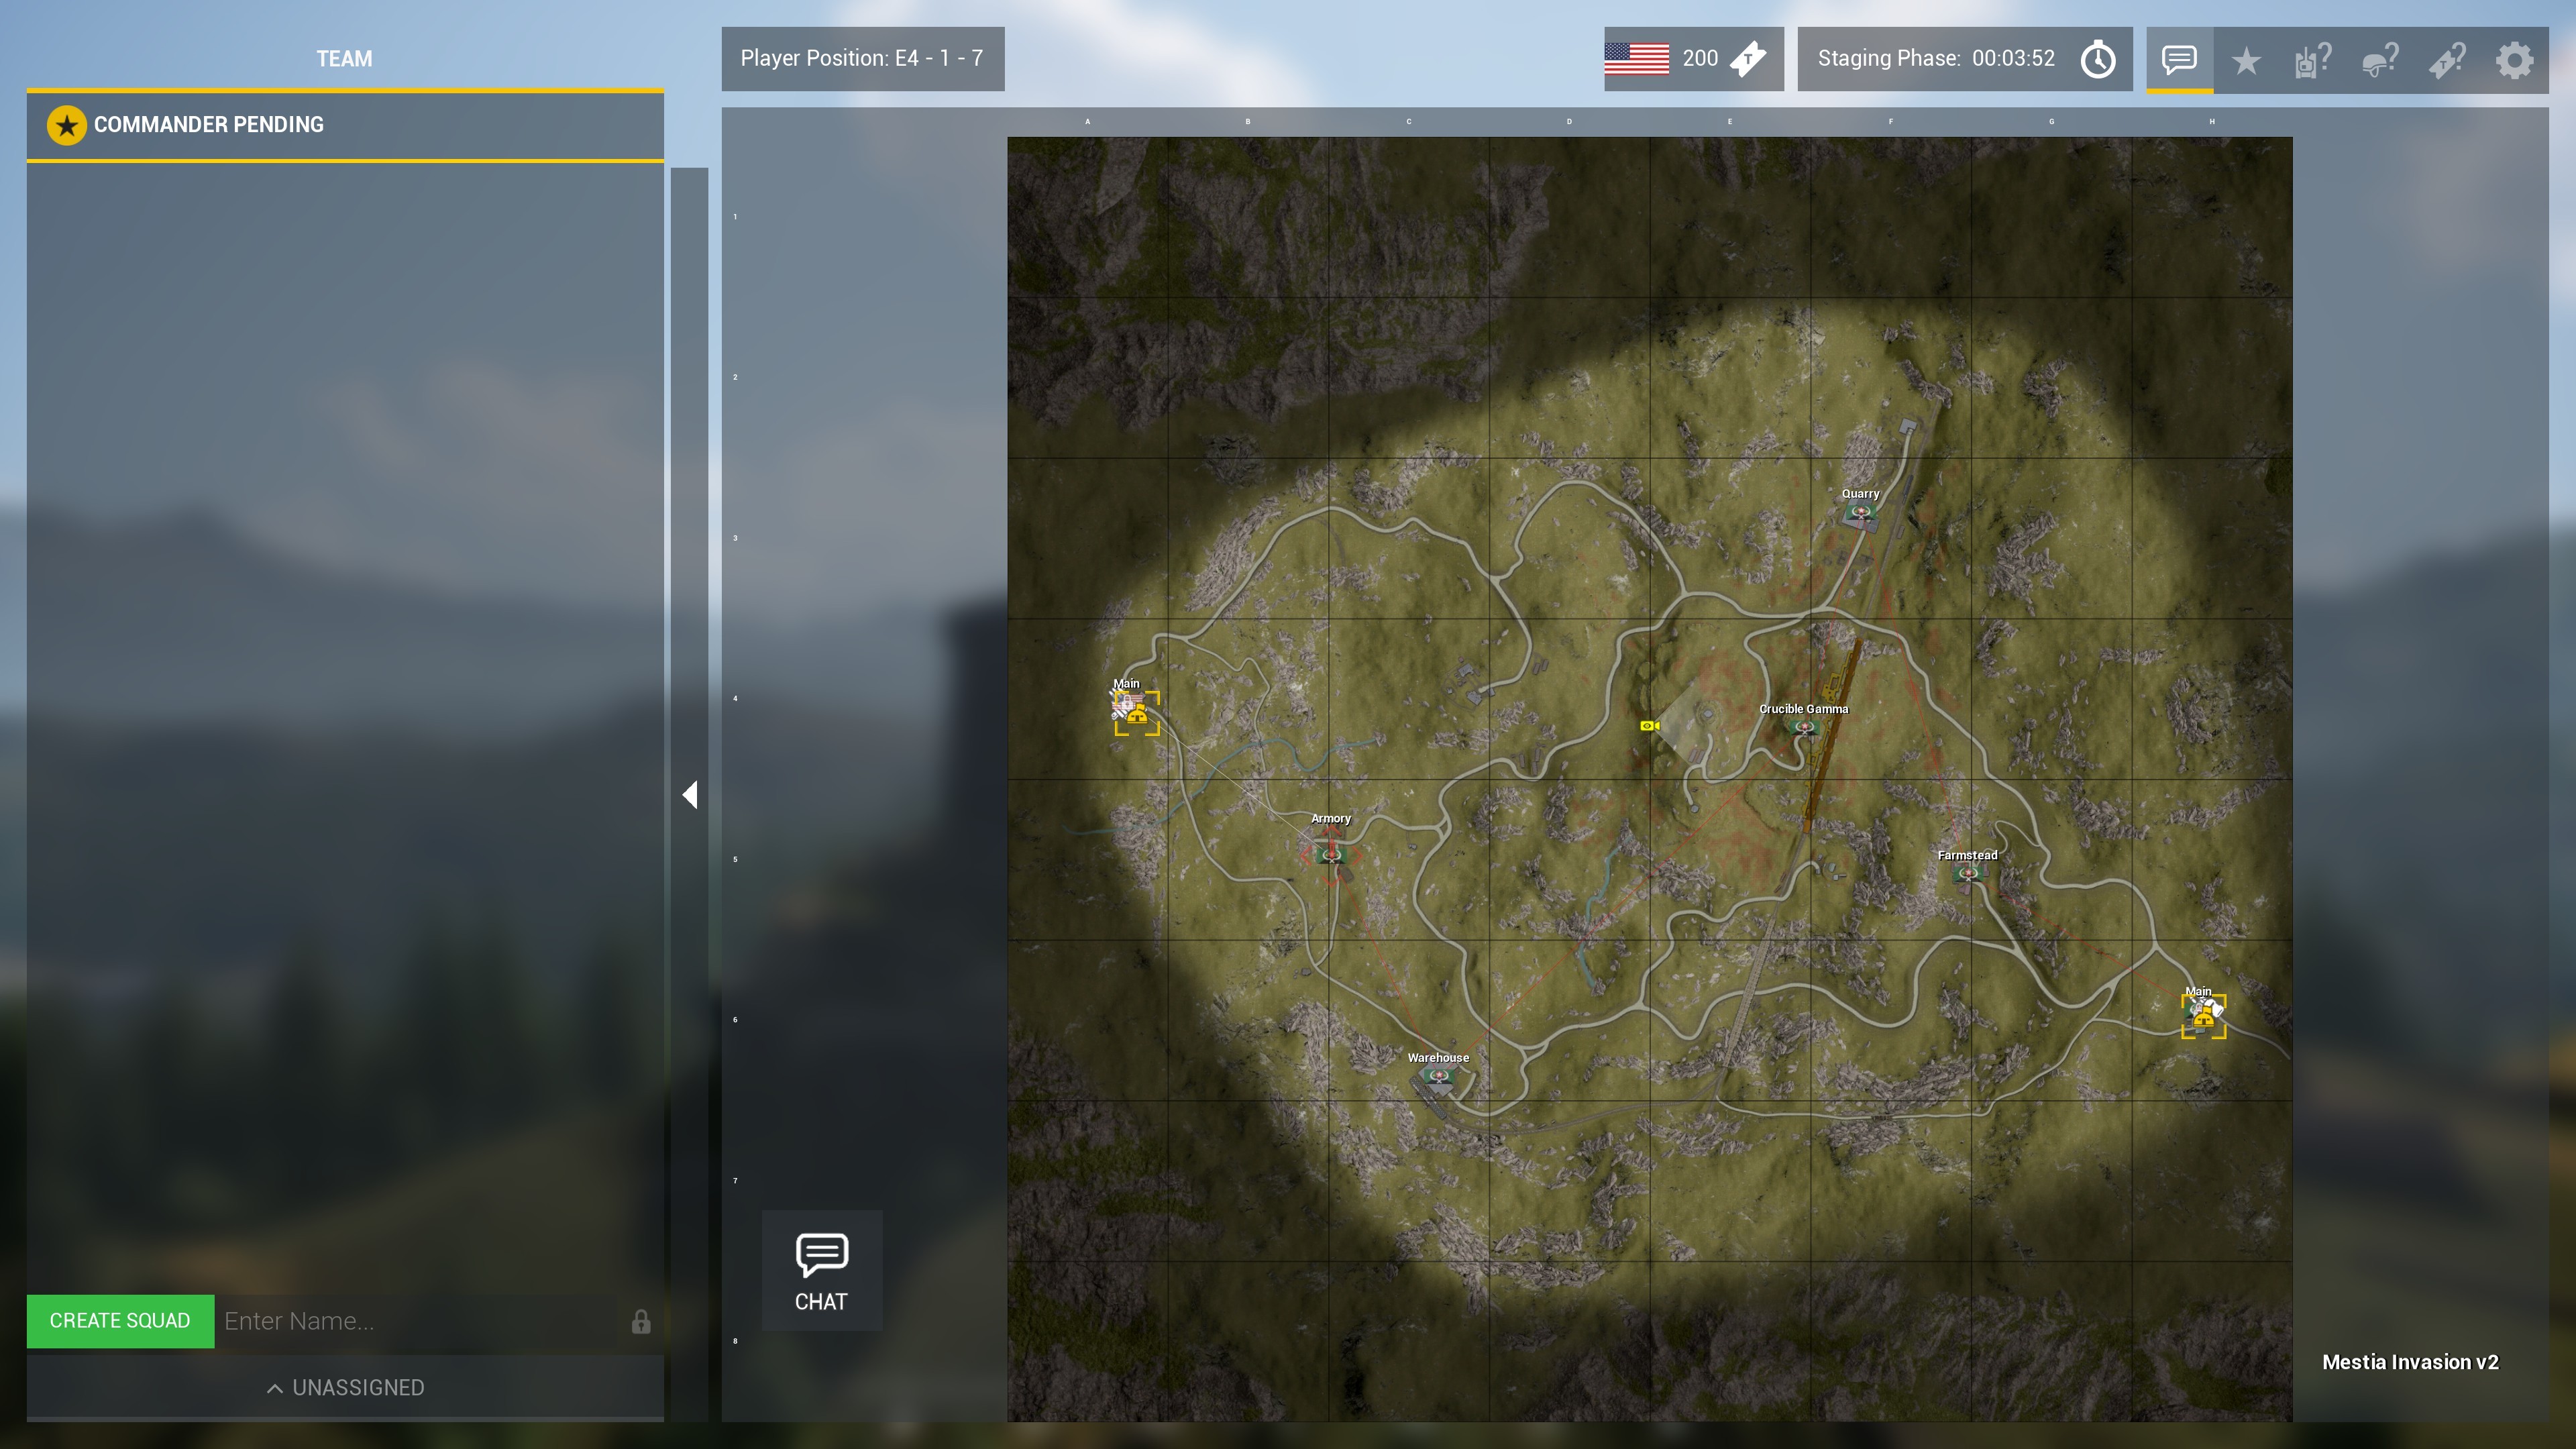 TEAM
Player Position: E4 - 1 - 7
200
T
Staging Phase: 00:03:52
? ? ?
T
COMMANDER PENDING
A B C D E F G H
1
2
3
4
5
6
7
8
Quarry
Main
Crucible Gamma
Armory
Farmstead
Main
Warehouse
CHAT
CREATE SQUAD Enter Name...
UNASSIGNED
Mestia Invasion v2